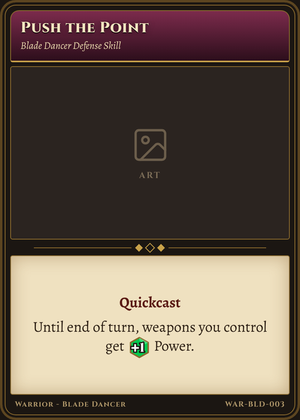 Push the Point
Blade Dancer Defense Skill
ART
Quickcast
Until end of turn, weapons you control
get +1 Power.
Warrior - Blade Dancer
WAR-BLD-003